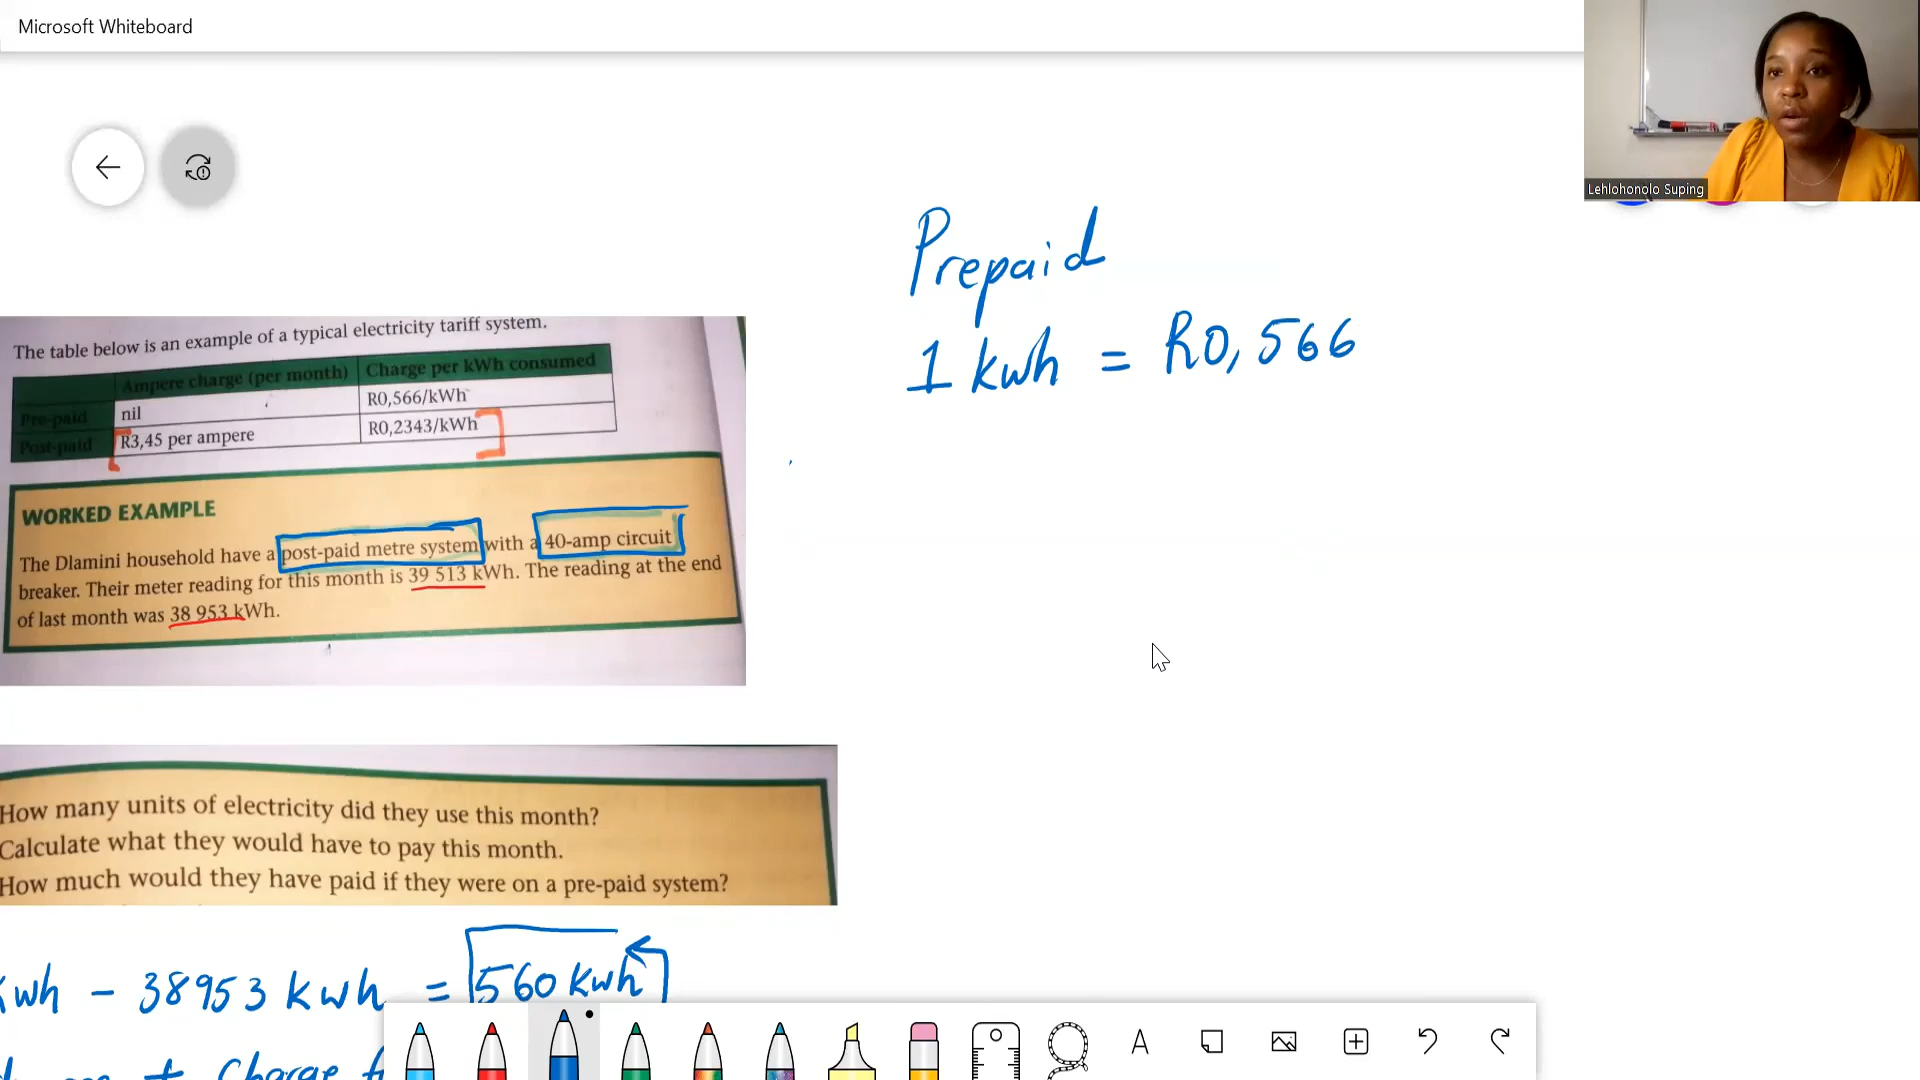 Microsoft Whiteboard
Lehlohonolo Suping
Prepaid
1 kwh = R0,566
The table below is an example of a typical electricity tariff system.
Ampere charge (per month) Charge per kWh consumed
Pre-paid nil R0,566/kWh
Post-paid R3,45 per ampere R0,2343/kWh
WORKED EXAMPLE
The Dlamini household have a post-paid metre system with a 40-amp circuit
breaker. Their meter reading for this month is 39 513 kWh. The reading at the end
of last month was 38 953 kWh.
How many units of electricity did they use this month?
Calculate what they would have to pay this month.
How much would they have paid if they were on a pre-paid system?
kwh - 38953 kwh = 560 kwh
+ Charge
A